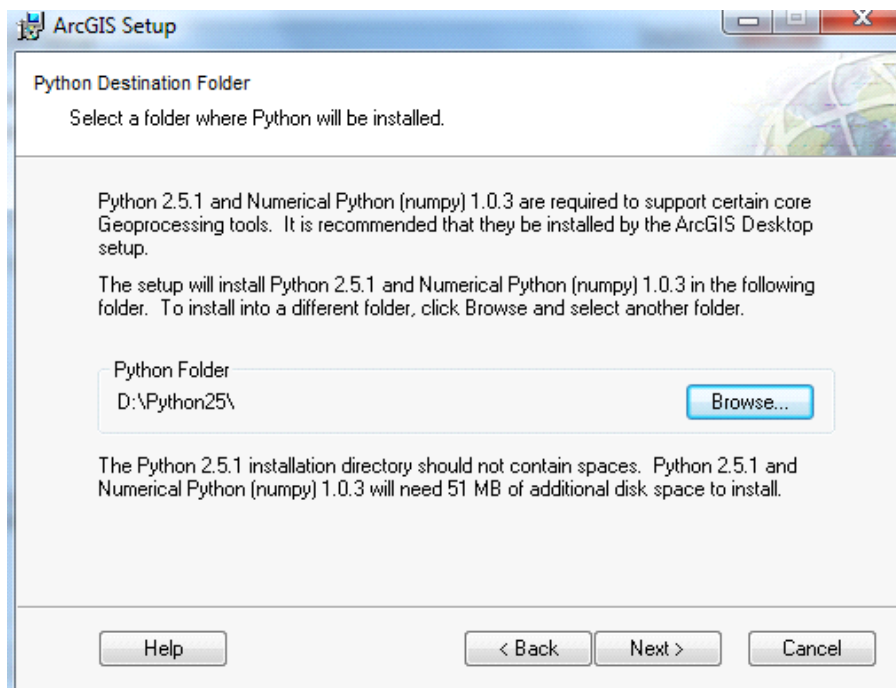 ArcGIS Setup
Python Destination Folder
Select a folder where Python will be installed.
Python 2.5.1 and Numerical Python (numpy) 1.0.3 are required to support certain core
Geoprocessing tools.  It is recommended that they be installed by the ArcGIS Desktop
setup.
The setup will install Python 2.5.1 and Numerical Python (numpy) 1.0.3 in the following
folder.  To install into a different folder, click Browse and select another folder.
Python Folder
D:\Python25\
Browse...
The Python 2.5.1 installation directory should not contain spaces.  Python 2.5.1 and
Numerical Python (numpy) 1.0.3 will need 51 MB of additional disk space to install.
Help
< Back
Next >
Cancel